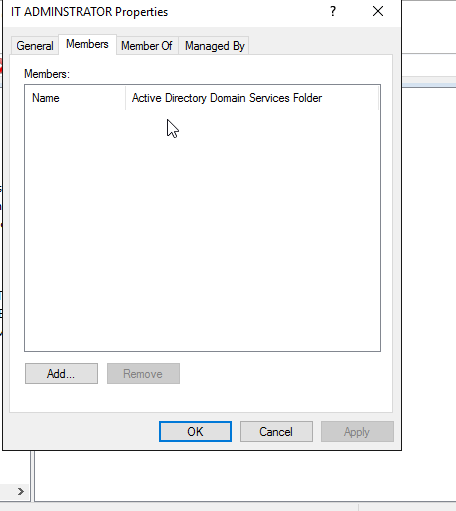 IT ADMINSTRATOR Properties
General Members Member Of Managed By
Members:
Name Active Directory Domain Services Folder
Add... Remove
OK Cancel Apply